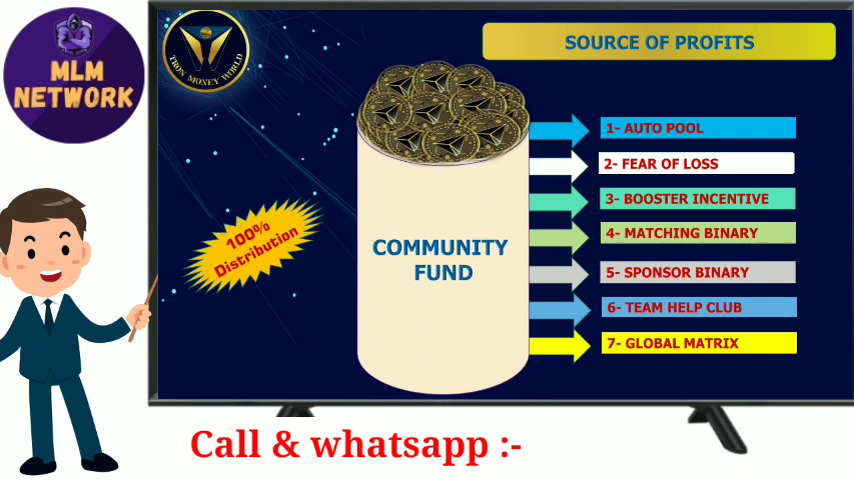 MLM
NETWORK
TRON MONEY WORLD
SOURCE OF PROFITS
100%
Distribution
COMMUNITY
FUND
1- AUTO POOL
2- FEAR OF LOSS
3- BOOSTER INCENTIVE
4- MATCHING BINARY
5- SPONSOR BINARY
6- TEAM HELP CLUB
7- GLOBAL MATRIX
Call & whatsapp :-